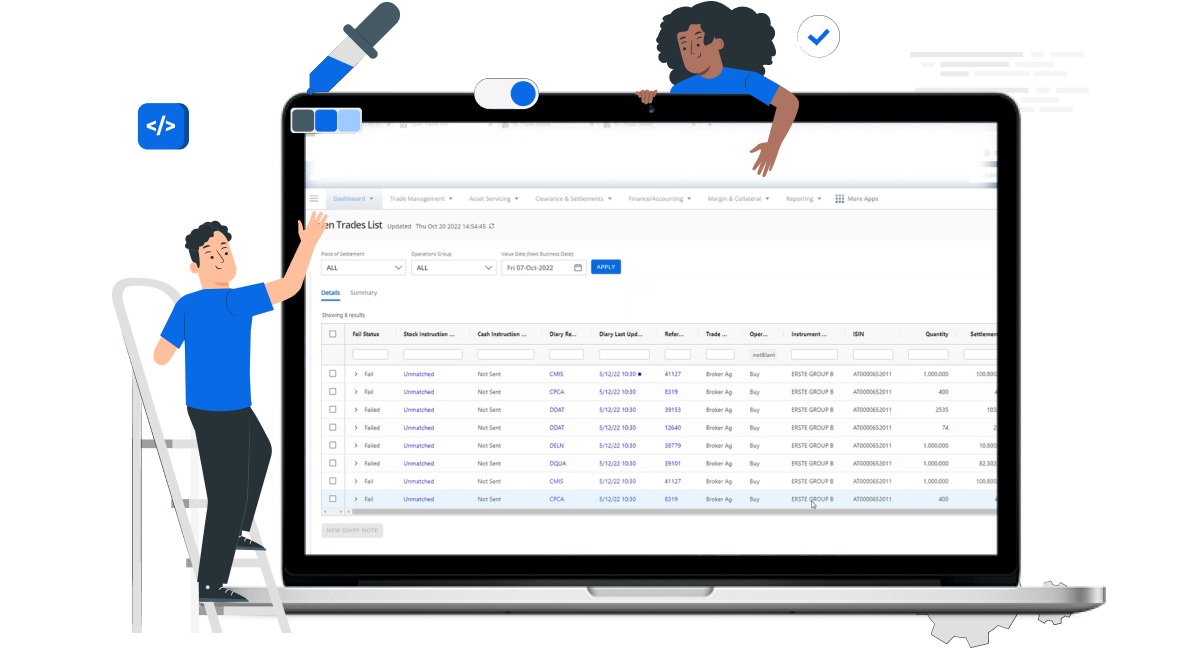 </>
Dashboard Trade Management Asset Servicing Clearance & Settlements Finance/Accounting Margin & Collateral Reporting More Apps
en Trades List Updated Thu Oct 20 2022 14:54:45
Place of Settlement Operations Group Value Date (Next Business Date)
ALL ALL Fri 07-Oct-2022 APPLY
Details Summary
Showing 8 results
Fail Status Stock Instruction ... Cash Instruction ... Diary Re... Diary Last Upd... Refer... Trade ... Oper... Instrument ... ISIN Quantity Settlemen
notBlank
Fail Unmatched Not Sent CMIS 5/12/22 10:30 ★ 41127 Broker Ag Buy ERSTE GROUP B AT0000652011 1,000,000 100,800
Fail Unmatched Not Sent CPCA 5/12/22 10:30 8319 Broker Ag Buy ERSTE GROUP B AT0000652011 400 4
Failed Unmatched Not Sent DDAT 5/12/22 10:30 39153 Broker Ag Buy ERSTE GROUP B AT0000652011 2535 103
Failed Unmatched Not Sent DDAT 5/12/22 10:30 12640 Broker Ag Buy ERSTE GROUP B AT0000652011 74 2
Failed Unmatched Not Sent DELN 5/12/22 10:30 38779 Broker Ag Buy ERSTE GROUP B AT0000652011 1,000,000 10,800
Failed Unmatched Not Sent DQUA 5/12/22 10:30 39101 Broker Ag Buy ERSTE GROUP B AT0000652011 1,000,000 82,302
Fail Unmatched Not Sent CMIS 5/12/22 10:30 41127 Broker Ag Buy ERSTE GROUP B AT0000652011 1,000,000 100,800
Fail Unmatched Not Sent CPCA 5/12/22 10:30 8319 Broker Ag Buy ERSTE GROUP B AT0000652011 400 4
NEW DIARY NOTE